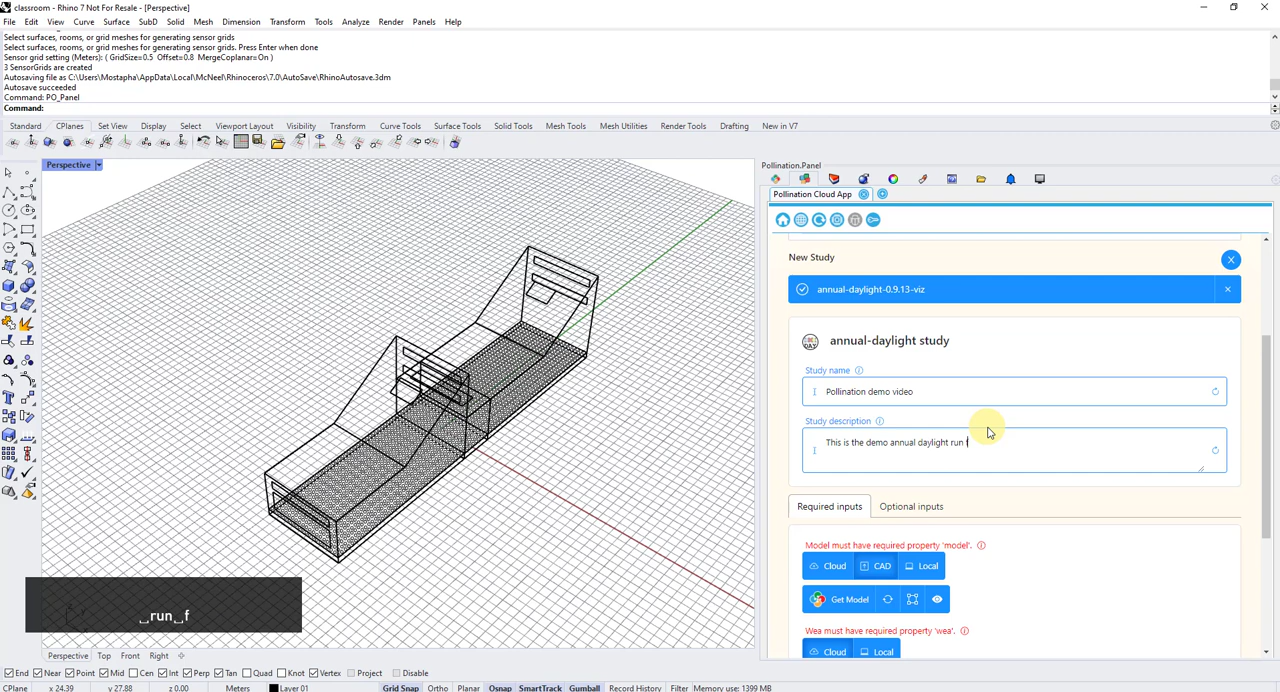 classroom - Rhino 7 Not For Resale - [Perspective]
File Edit View Curve Surface SubD Solid Mesh Dimension Transform Tools Analyze Render Panels Help
Select surfaces, rooms, or grid meshes for generating sensor grids
Select surfaces, rooms, or grid meshes for generating sensor grids. Press Enter when done
Sensor grid setting (Meters): ( GridSize=0.5 Offset=0.8 MergeCoplanar=On )
3 SensorGrids are created
Autosaving file as C:\Users\Mostapha\AppData\Local\McNeel\Rhinoceros\7.0\AutoSave\RhinoAutosave.3dm
Autosave succeeded
Command: PO_Panel
Command:
Standard CPlanes Set View Display Select Viewport Layout Visibility Transform Curve Tools Surface Tools Solid Tools Mesh Tools Mesh Utilities Render Tools Drafting New in V7
Perspective
Pollination.Panel
Pollination Cloud App
New Study
annual-daylight-0.9.13-viz
annual-daylight study
Study name
Pollination demo video
Study description
This is the demo annual daylight run f
Required inputs Optional inputs
Model must have required property 'model'.
Cloud CAD Local
Get Model
Wea must have required property 'wea'.
Cloud Local
␣run␣f
Perspective Top Front Right
End Near Point Mid Cen Int Perp Tan Quad Knot Vertex Project Disable
CPlane x 24.39 y 27.88 z 0.00 Meters Layer 01 Grid Snap Ortho Planar Osnap SmartTrack Gumball Record History Filter Memory use: 1399 MB